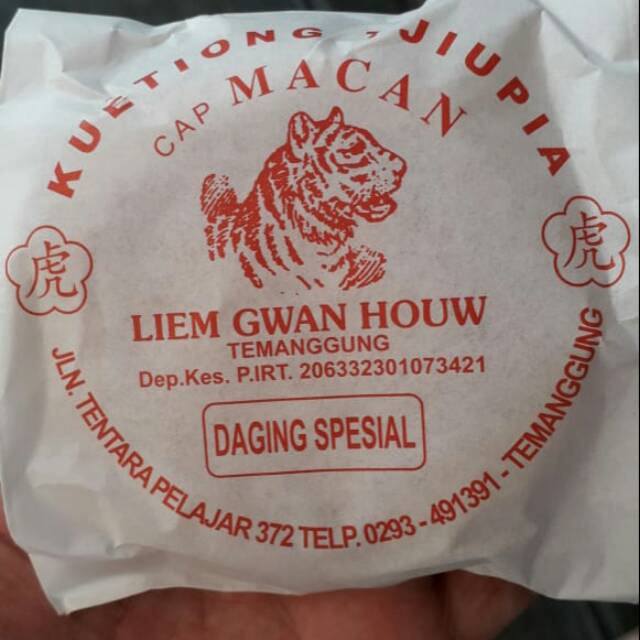 KUETIONG , JIUPIA
CAP MACAN
虎
虎
LIEM GWAN HOUW
TEMANGGUNG
Dep.Kes. P.IRT. 206332301073421
DAGING SPESIAL
JLN. TENTARA PELAJAR 372 TELP. 0293 - 491391 - TEMANGGUNG